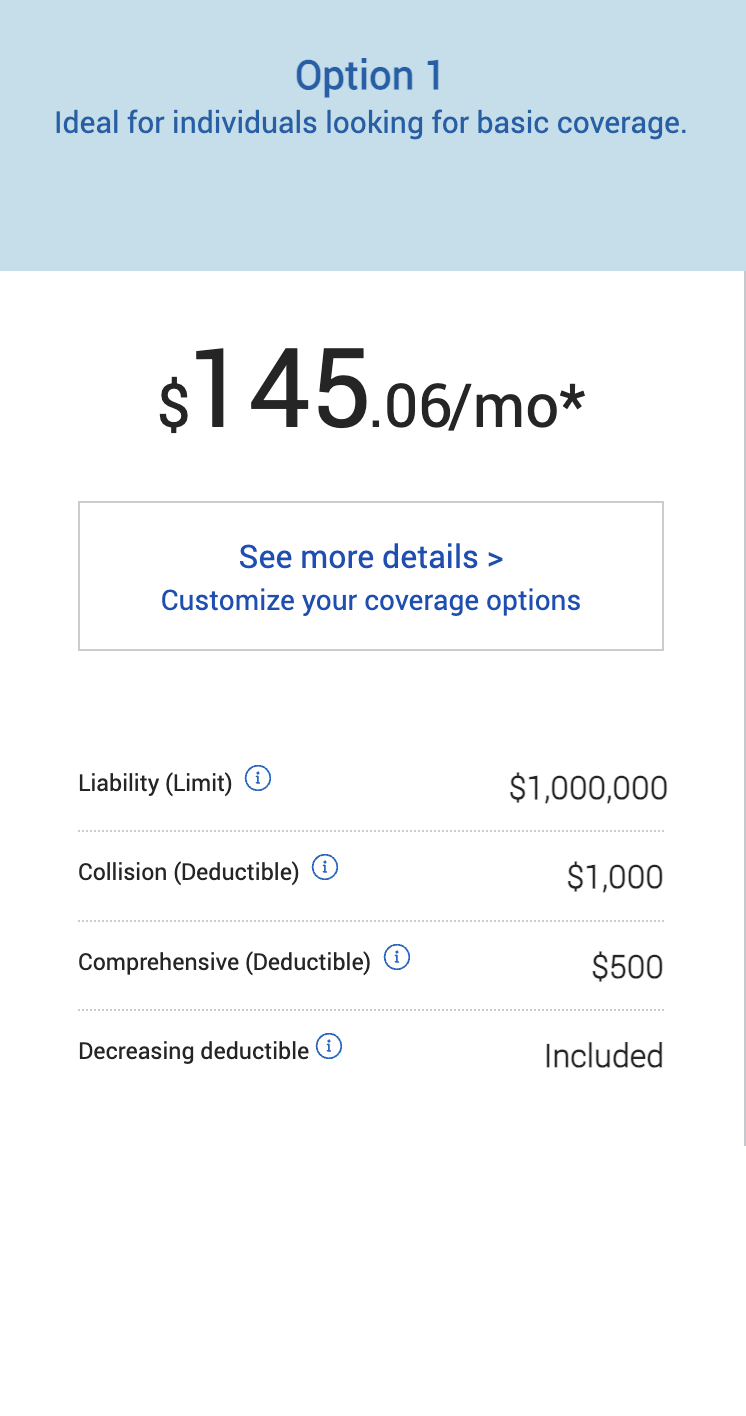 Option 1
Ideal for individuals looking for basic coverage.
$145.06/mo*
See more details >
Customize your coverage options
Liability (Limit) i $1,000,000
Collision (Deductible) i $1,000
Comprehensive (Deductible) i $500
Decreasing deductible i Included